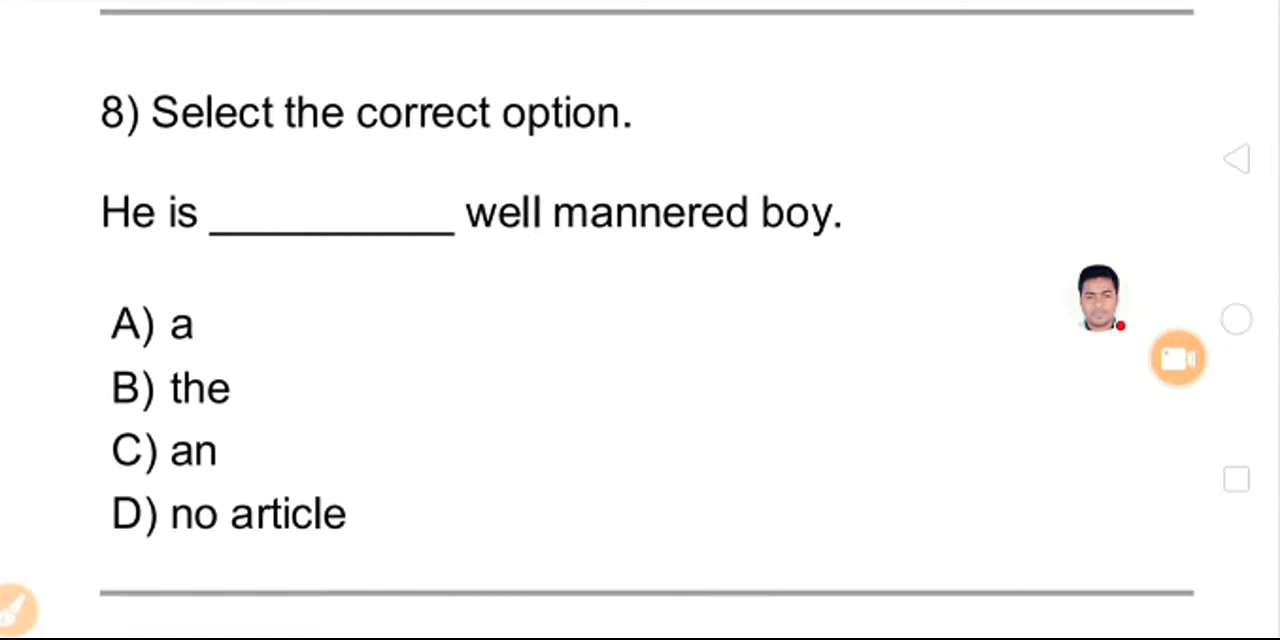 8) Select the correct option.
He is __________ well mannered boy.
A) a
B) the
C) an
D) no article